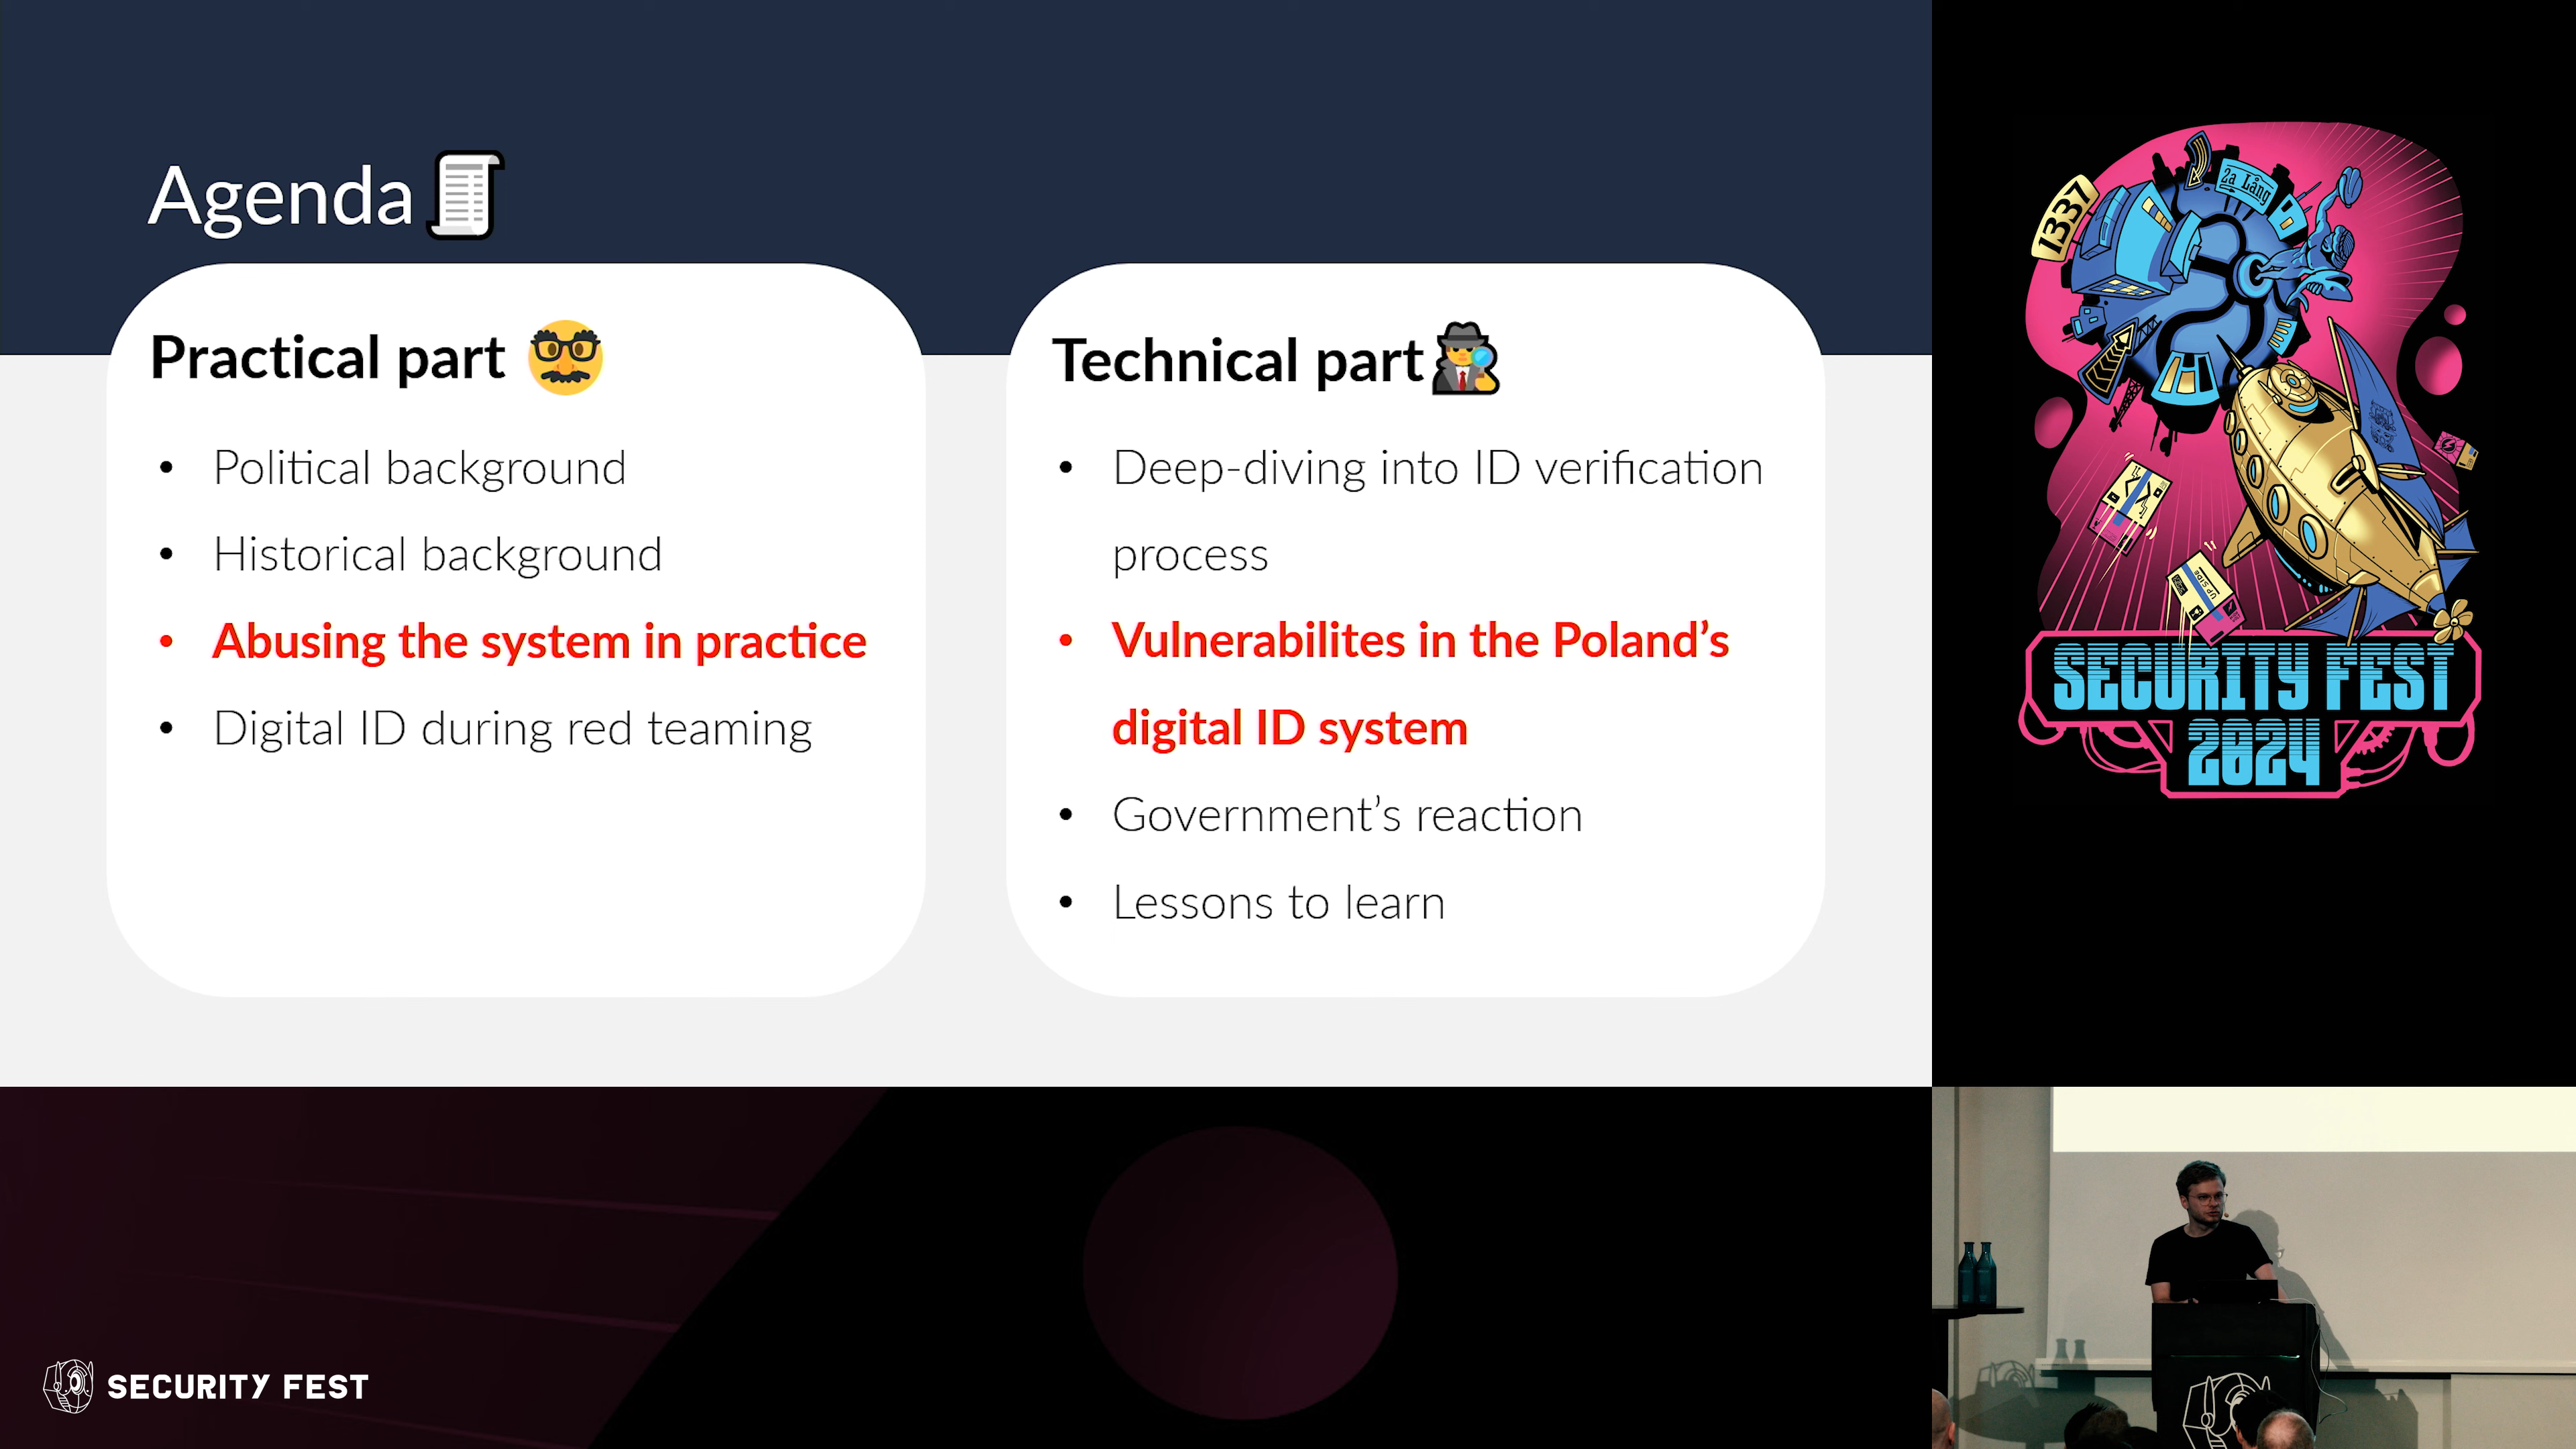 Agenda
Practical part
• Political background
• Historical background
• Abusing the system in practice
• Digital ID during red teaming
Technical part
• Deep-diving into ID verification
process
• Vulnerabilites in the Poland’s
digital ID system
• Government’s reaction
• Lessons to learn
1337
2a Lång
UP SIDE
SECURITY FEST
2024
SECURITY FEST